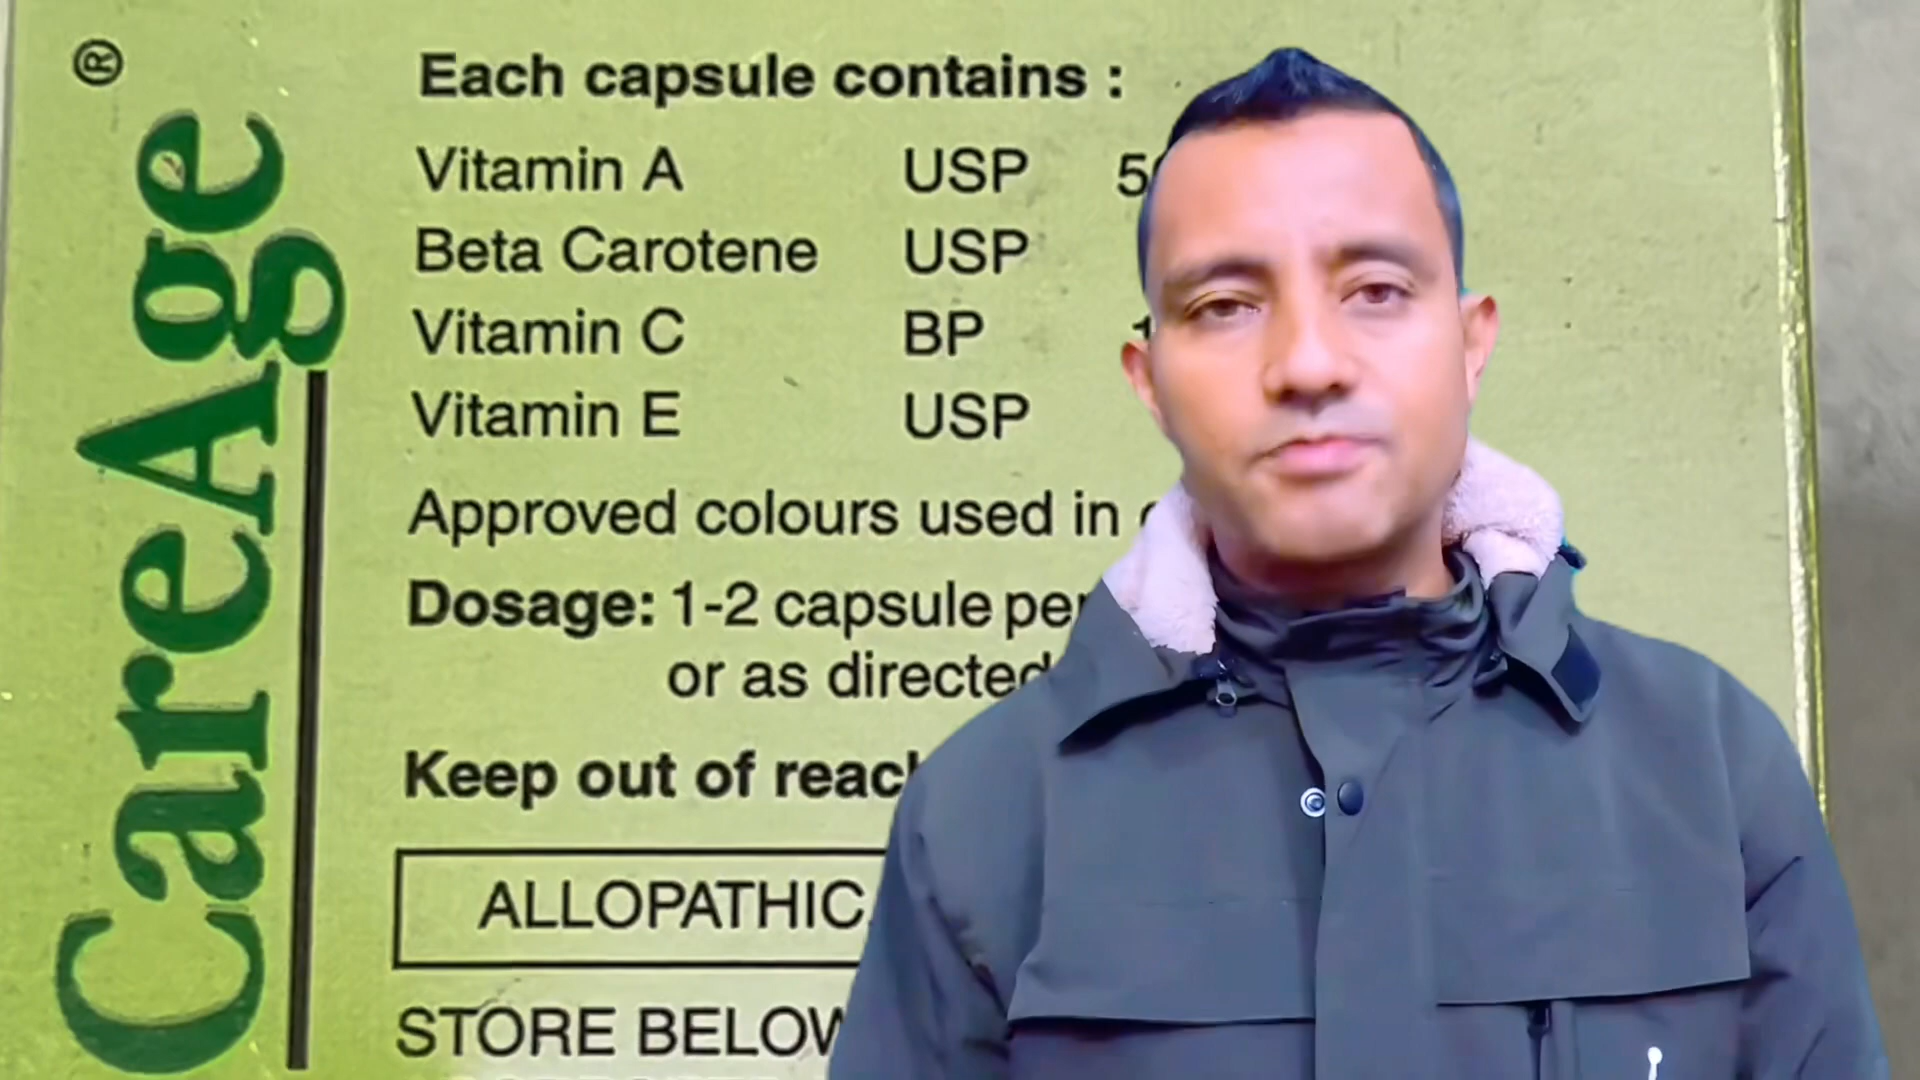 CareAge®
Each capsule contains :
Vitamin A USP
Beta Carotene USP
Vitamin C BP
Vitamin E USP
Approved colours used in
Dosage: 1-2 capsule
or as directed
Keep out of
ALLOPATHIC
STORE BELOW